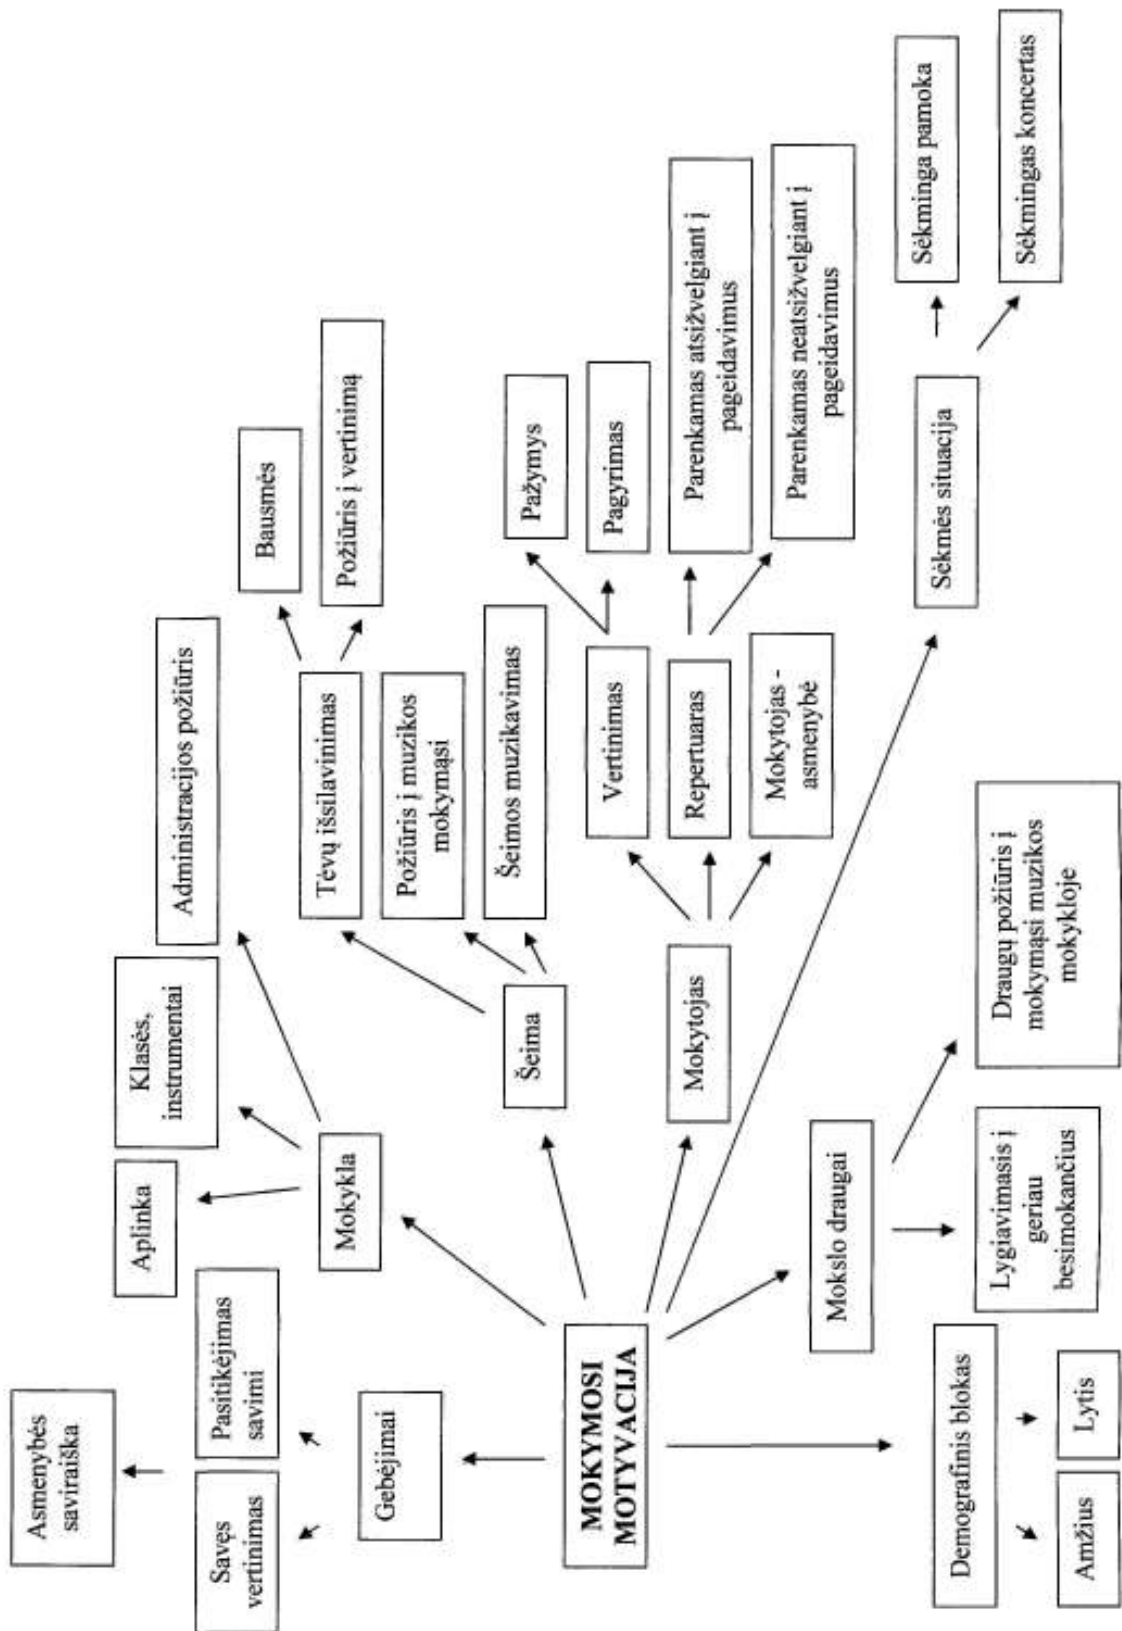 Asmenybės
saviraiška
Savęs
vertinimas
Pasitikėjimas
savimi
Gebėjimai
Aplinka
Klasės,
instrumentai
Administracijos požiūris
Mokykla
Bausmės
Požiūris į vertinimą
Tėvų išsilavinimas
Požiūris į muzikos
mokymąsi
Šeimos muzikavimas
Šeima
MOKYMOSI
MOTYVACIJA
Pažymys
Pagyrimas
Vertinimas
Parenkamas atsižvelgiant į
pageidavimus
Parenkamas neatsižvelgiant į
pageidavimus
Repertuaras
Mokytojas -
asmenybė
Mokytojas
Sėkminga pamoka
Sėkmingas koncertas
Sėkmės situacija
Mokslo draugai
Lygiavimasis į
geriau
besimokančius
Draugų požiūris į
mokymąsi muzikos
mokykloje
Demografinis blokas
Amžius
Lytis